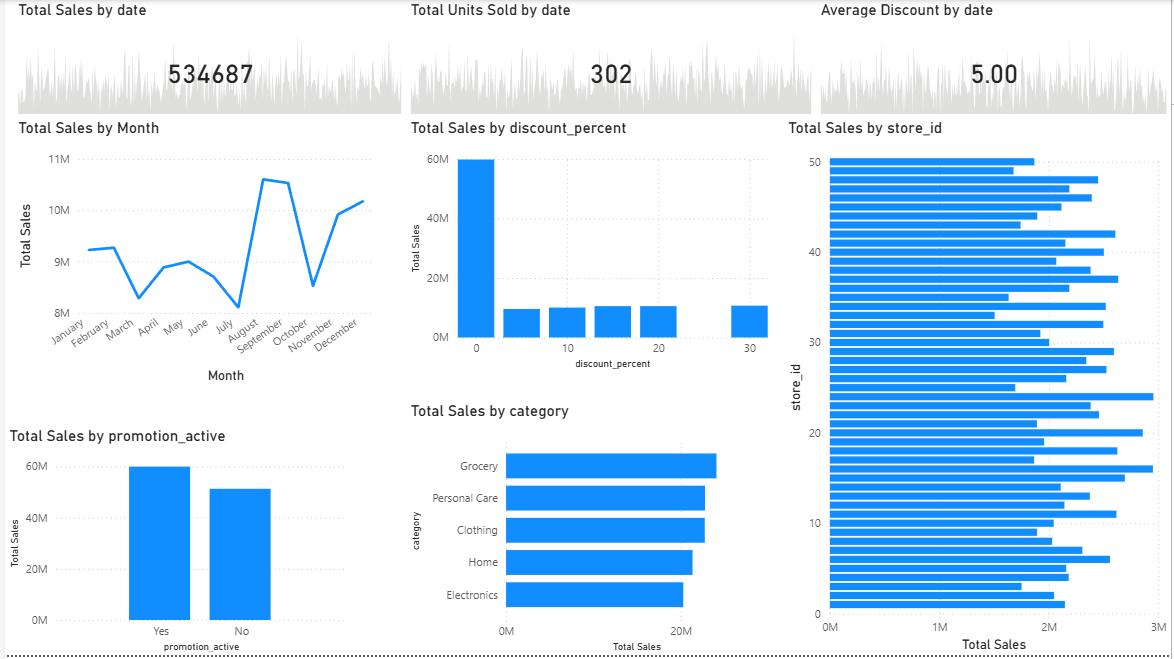 Total Sales by date
534687
Total Units Sold by date
302
Average Discount by date
5.00
Total Sales by Month
Total Sales
11M
10M
9M
8M
January
February
March
April
May
June
July
August
September
October
November
December
Month
Total Sales by discount_percent
Total Sales
60M
40M
20M
0M
0
10
20
30
discount_percent
Total Sales by store_id
store_id
50
40
30
20
10
0
0M
1M
2M
3M
Total Sales
Total Sales by promotion_active
Total Sales
60M
40M
20M
0M
Yes
No
promotion_active
Total Sales by category
category
Grocery
Personal Care
Clothing
Home
Electronics
0M
20M
Total Sales